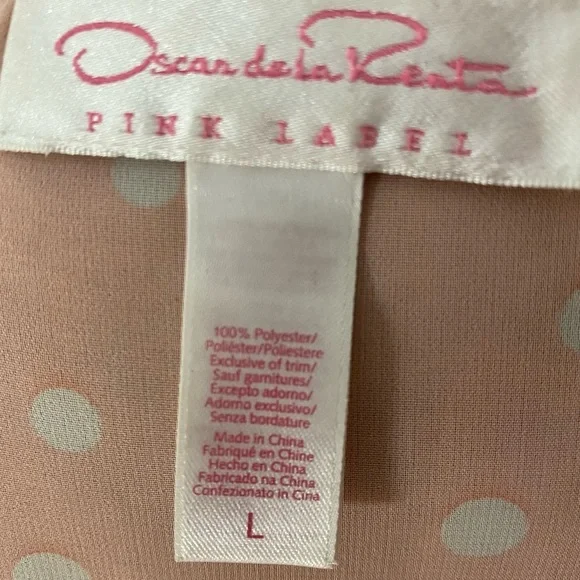 Oscar de la Renta
PINK LABEL
100% Polyester/
Poliéster/Poliestere
Exclusive of trim/
Sauf garnitures/
Excepto adorno/
Adorno exclusivo/
Senza bordature
Made in China
Fabriqué en Chine
Hecho en China
Fabricado na China
Confezionato in Cina
L